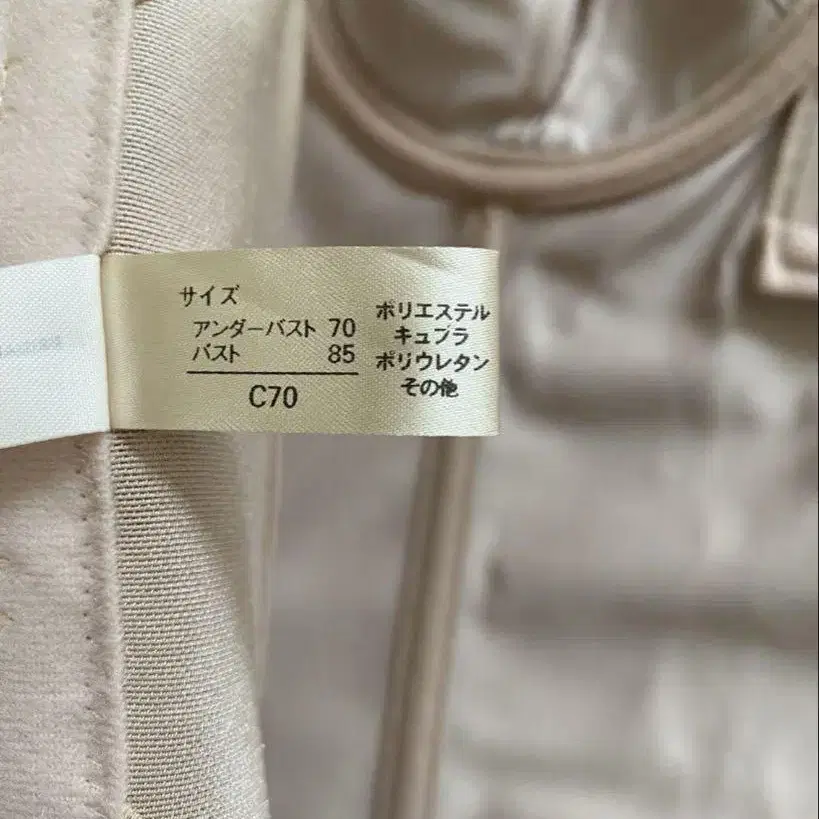 サイズ
アンダーバスト 70
バスト 85
C70
ポリエステル
キュプラ
ポリウレタン
その他